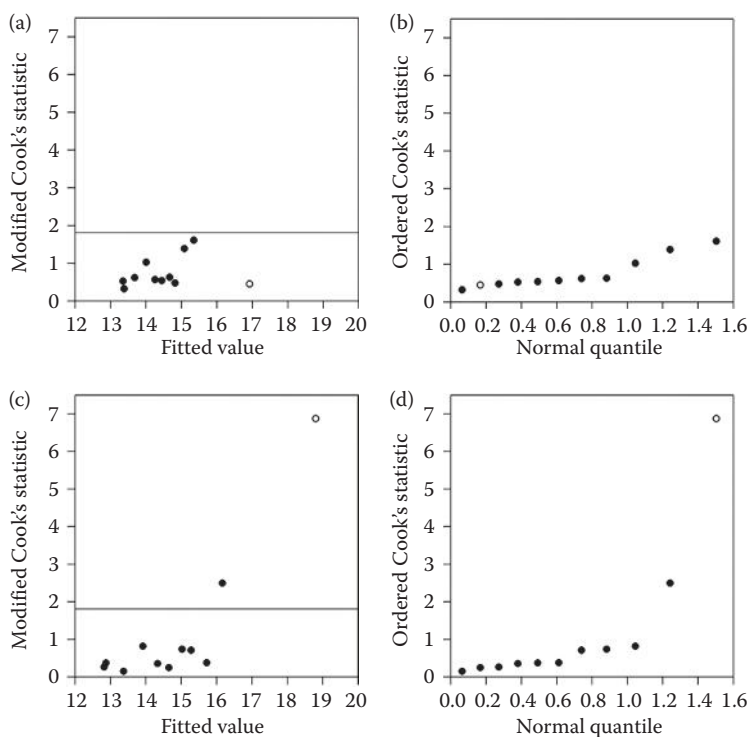 (a)
Modified Cook's statistic
7
6
5
4
3
2
1
0
12 13 14 15 16 17 18 19 20
Fitted value
(b)
Ordered Cook's statistic
7
6
5
4
3
2
1
0
0.0 0.2 0.4 0.6 0.8 1.0 1.2 1.4 1.6
Normal quantile
(c)
Modified Cook's statistic
7
6
5
4
3
2
1
0
12 13 14 15 16 17 18 19 20
Fitted value
(d)
Ordered Cook's statistic
7
6
5
4
3
2
1
0
0.0 0.2 0.4 0.6 0.8 1.0 1.2 1.4 1.6
Normal quantile